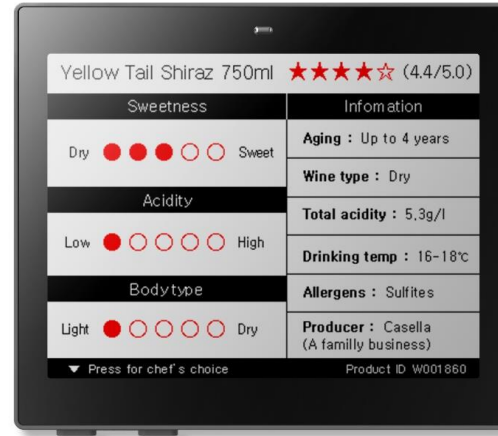 Yellow Tail Shiraz 750ml (4.4/5.0)
Sweetness
Dry Sweet
Acidity
Low High
Bodytype
Light Dry
Infomation
Aging : Up to 4 years
Wine type : Dry
Total acidity : 5,3g/l
Drinking temp : 16-18℃
Allergens : Sulfites
Producer : Casella
(A familly business)
▼ Press for chef's choice
Product ID W001860